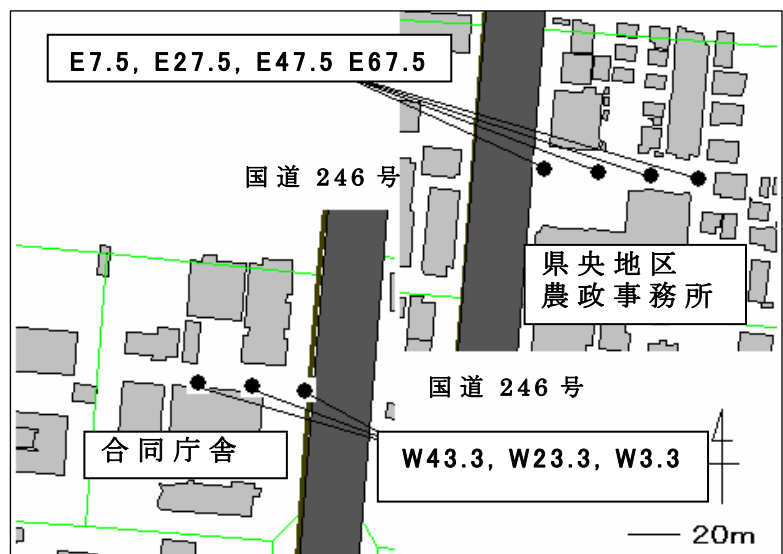 E7.5, E27.5, E47.5 E67.5
国道 246 号
県央地区
農政事務所
国道 246 号
合同庁舎
W43.3, W23.3, W3.3
20m